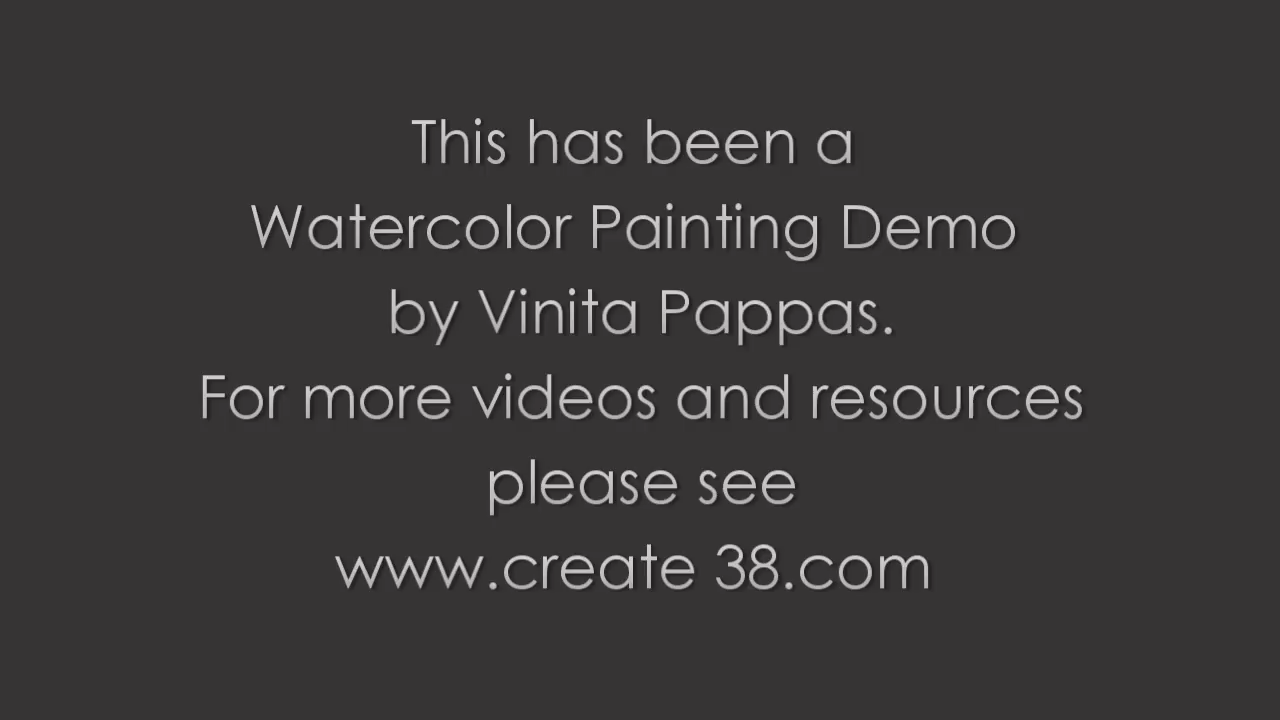 This has been a
Watercolor Painting Demo
by Vinita Pappas.
For more videos and resources
please see
www.create 38.com